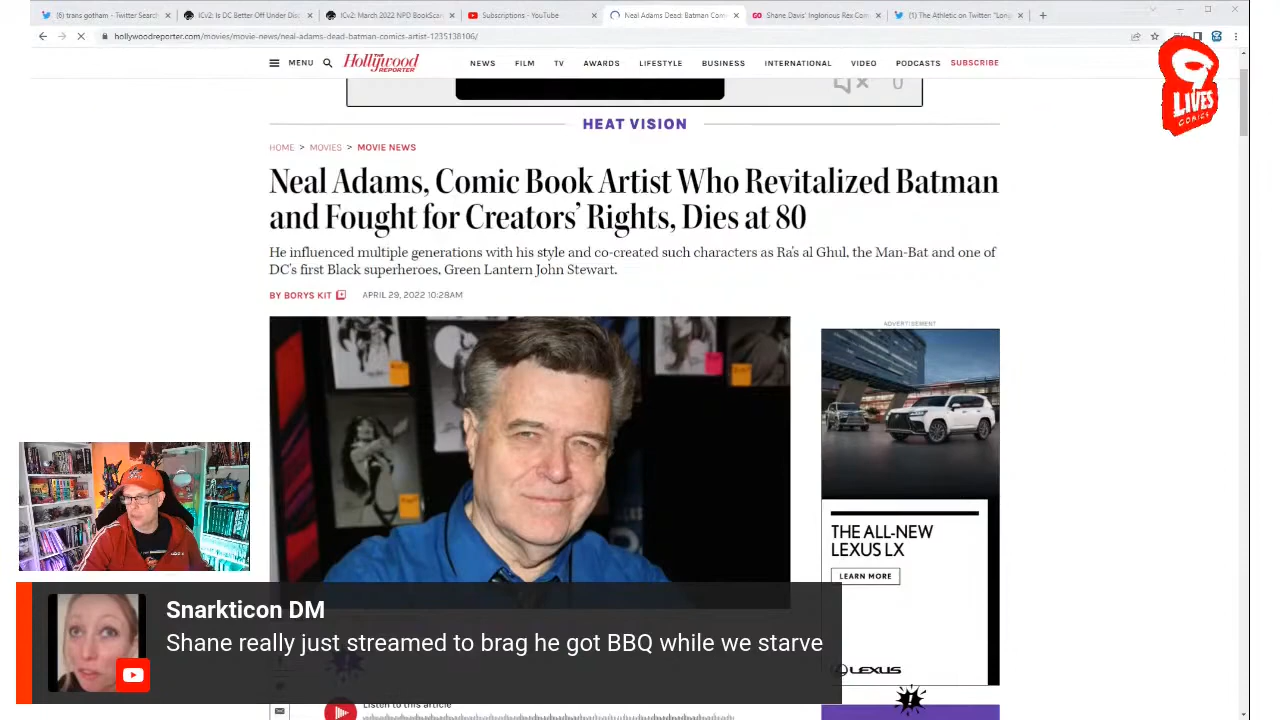 (6) trans gotham - Twitter Search
ICv2: Is DC Better Off Under Disc
ICv2: March 2022 NPD BookScan
Subscriptions - YouTube
Neal Adams Dead: Batman Com
Shane Davis' Inglorious Rex Com
(1) The Athletic on Twitter: "Long
hollywoodreporter.com/movies/movie-news/neal-adams-dead-batman-comics-artist-1235138106/
MENU
The Hollywood REPORTER
NEWS FILM TV AWARDS LIFESTYLE BUSINESS INTERNATIONAL VIDEO PODCASTS SUBSCRIBE
9 LIVES COMICS
0
HEAT VISION
HOME > MOVIES > MOVIE NEWS
Neal Adams, Comic Book Artist Who Revitalized Batman
and Fought for Creators' Rights, Dies at 80
He influenced multiple generations with his style and co-created such characters as Ra's al Ghul, the Man-Bat and one of
DC's first Black superheroes, Green Lantern John Stewart.
BY BORYS KIT APRIL 29, 2022 10:28AM
ADVERTISEMENT
THE ALL-NEW
LEXUS LX
LEARN MORE
LEXUS
Snarkticon DM
Shane really just streamed to brag he got BBQ while we starve
Listen to this article